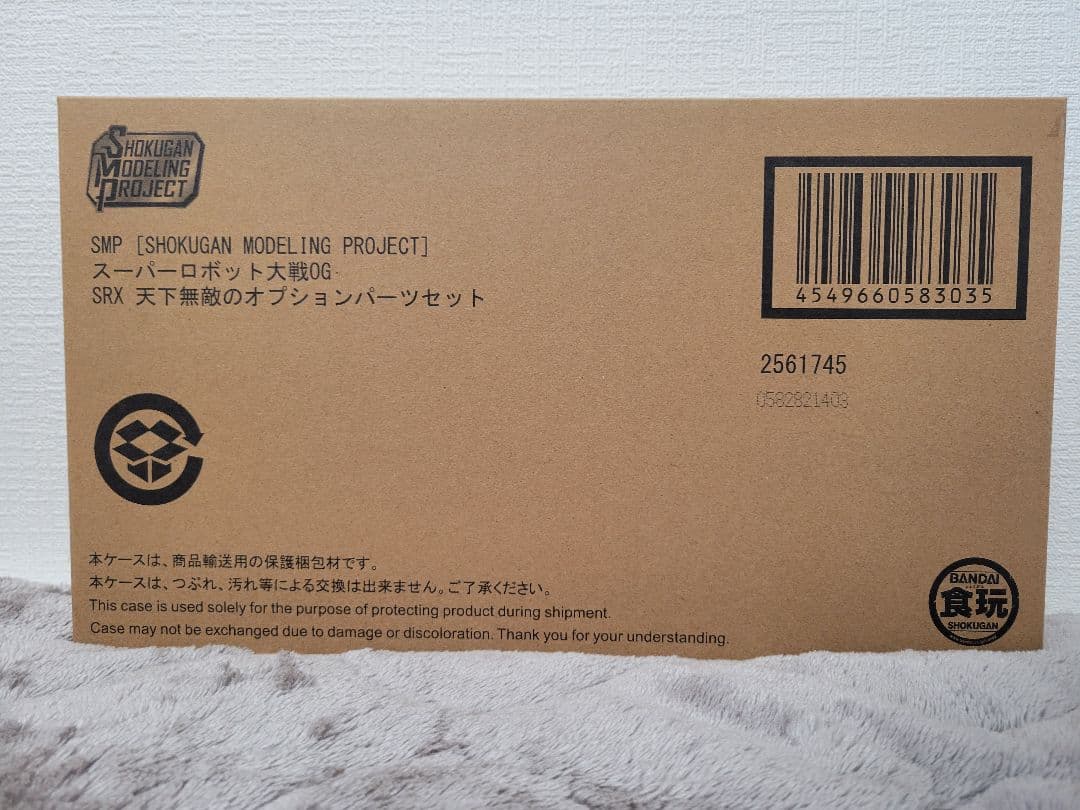 SHOKUGAN
MODELING
PROJECT
SMP [SHOKUGAN MODELING PROJECT]
スーパーロボット大戦OG
SRX 天下無敵のオプションパーツセット
4549660583035
2561745
0582821403
本ケースは、商品輸送用の保護梱包材です。
本ケースは、つぶれ、汚れ等による交換は出来ません。ご了承ください。
This case is used solely for the purpose of protecting product during shipment.
Case may not be exchanged due to damage or discoloration. Thank you for your understanding.
BANDAI
食玩
SHOKUGAN